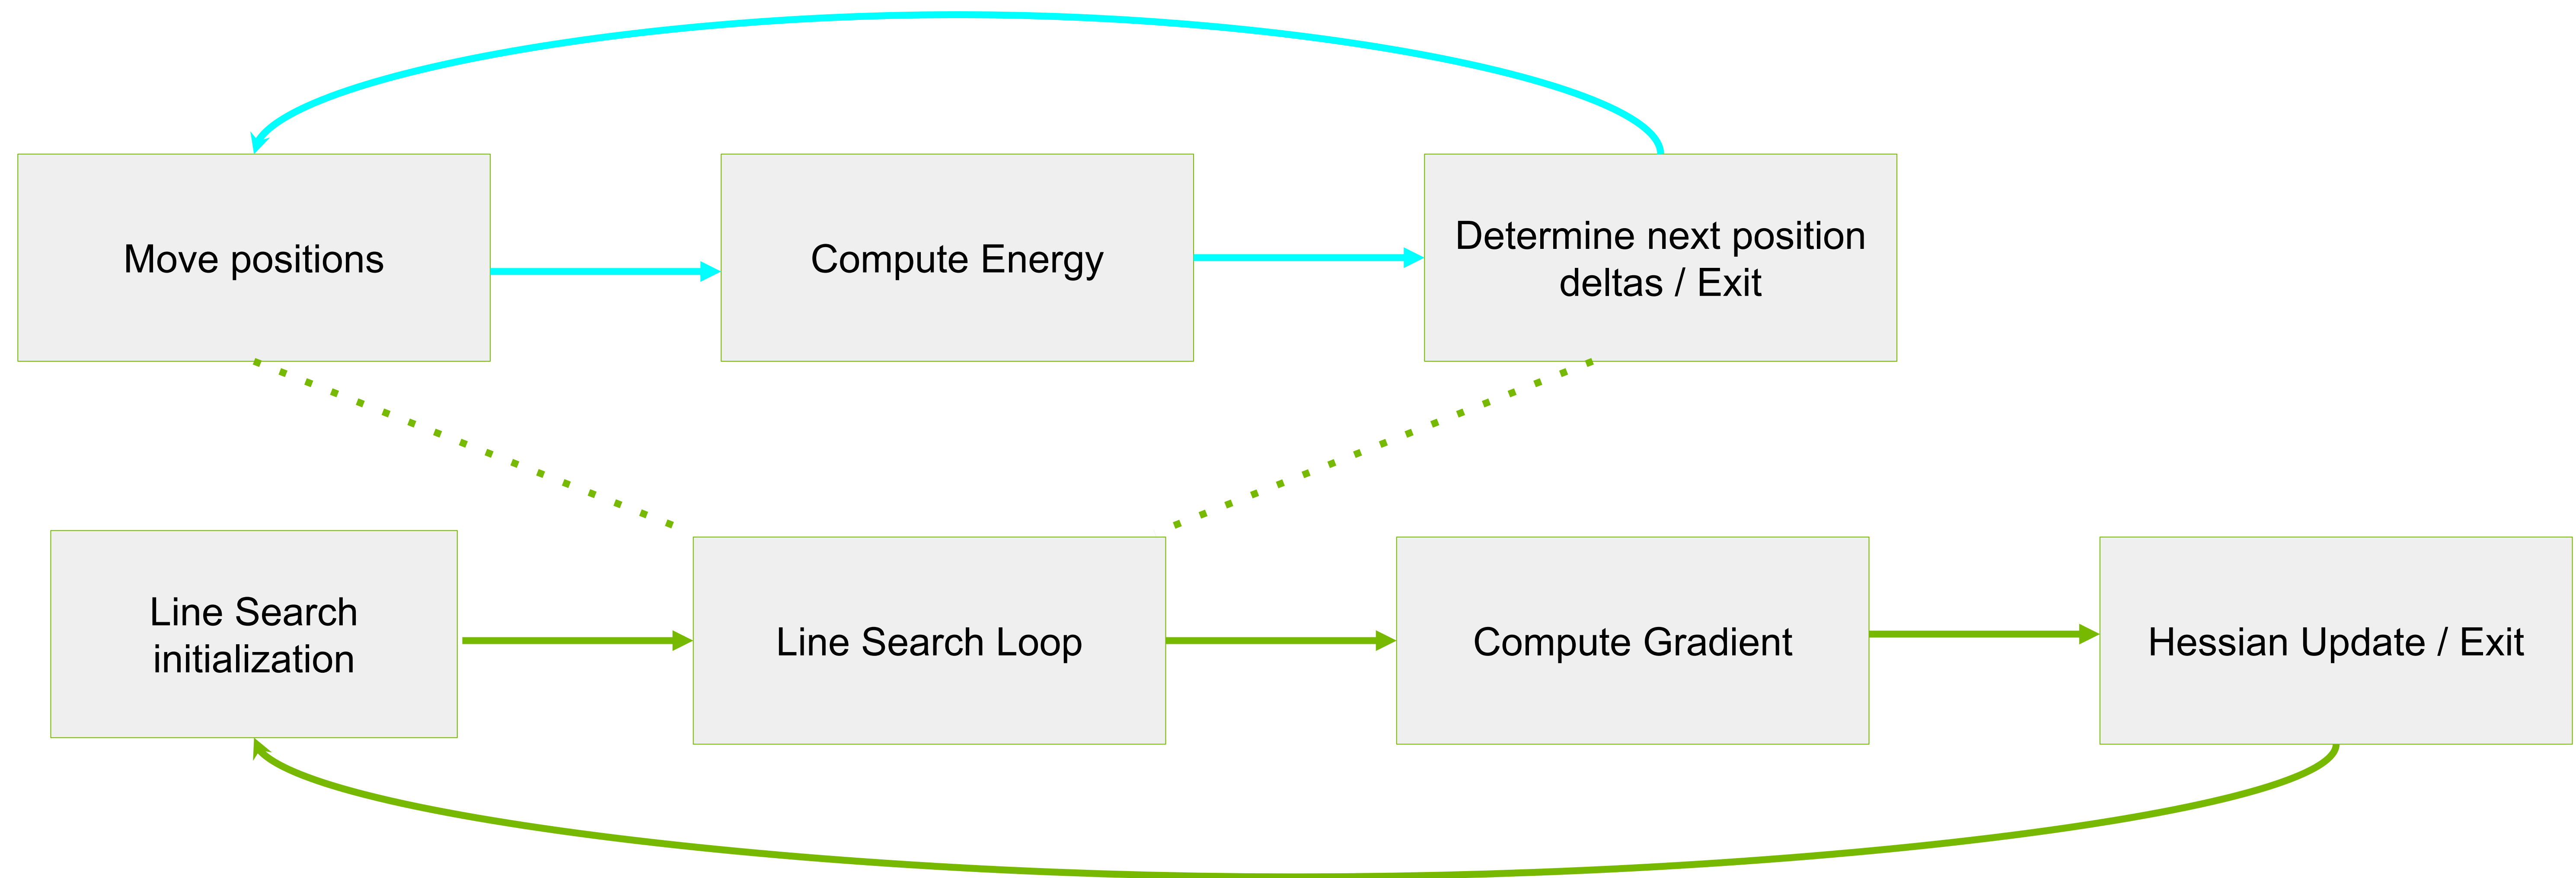 Move positions
Compute Energy
Determine next position
deltas / Exit
Line Search
initialization
Line Search Loop
Compute Gradient
Hessian Update / Exit